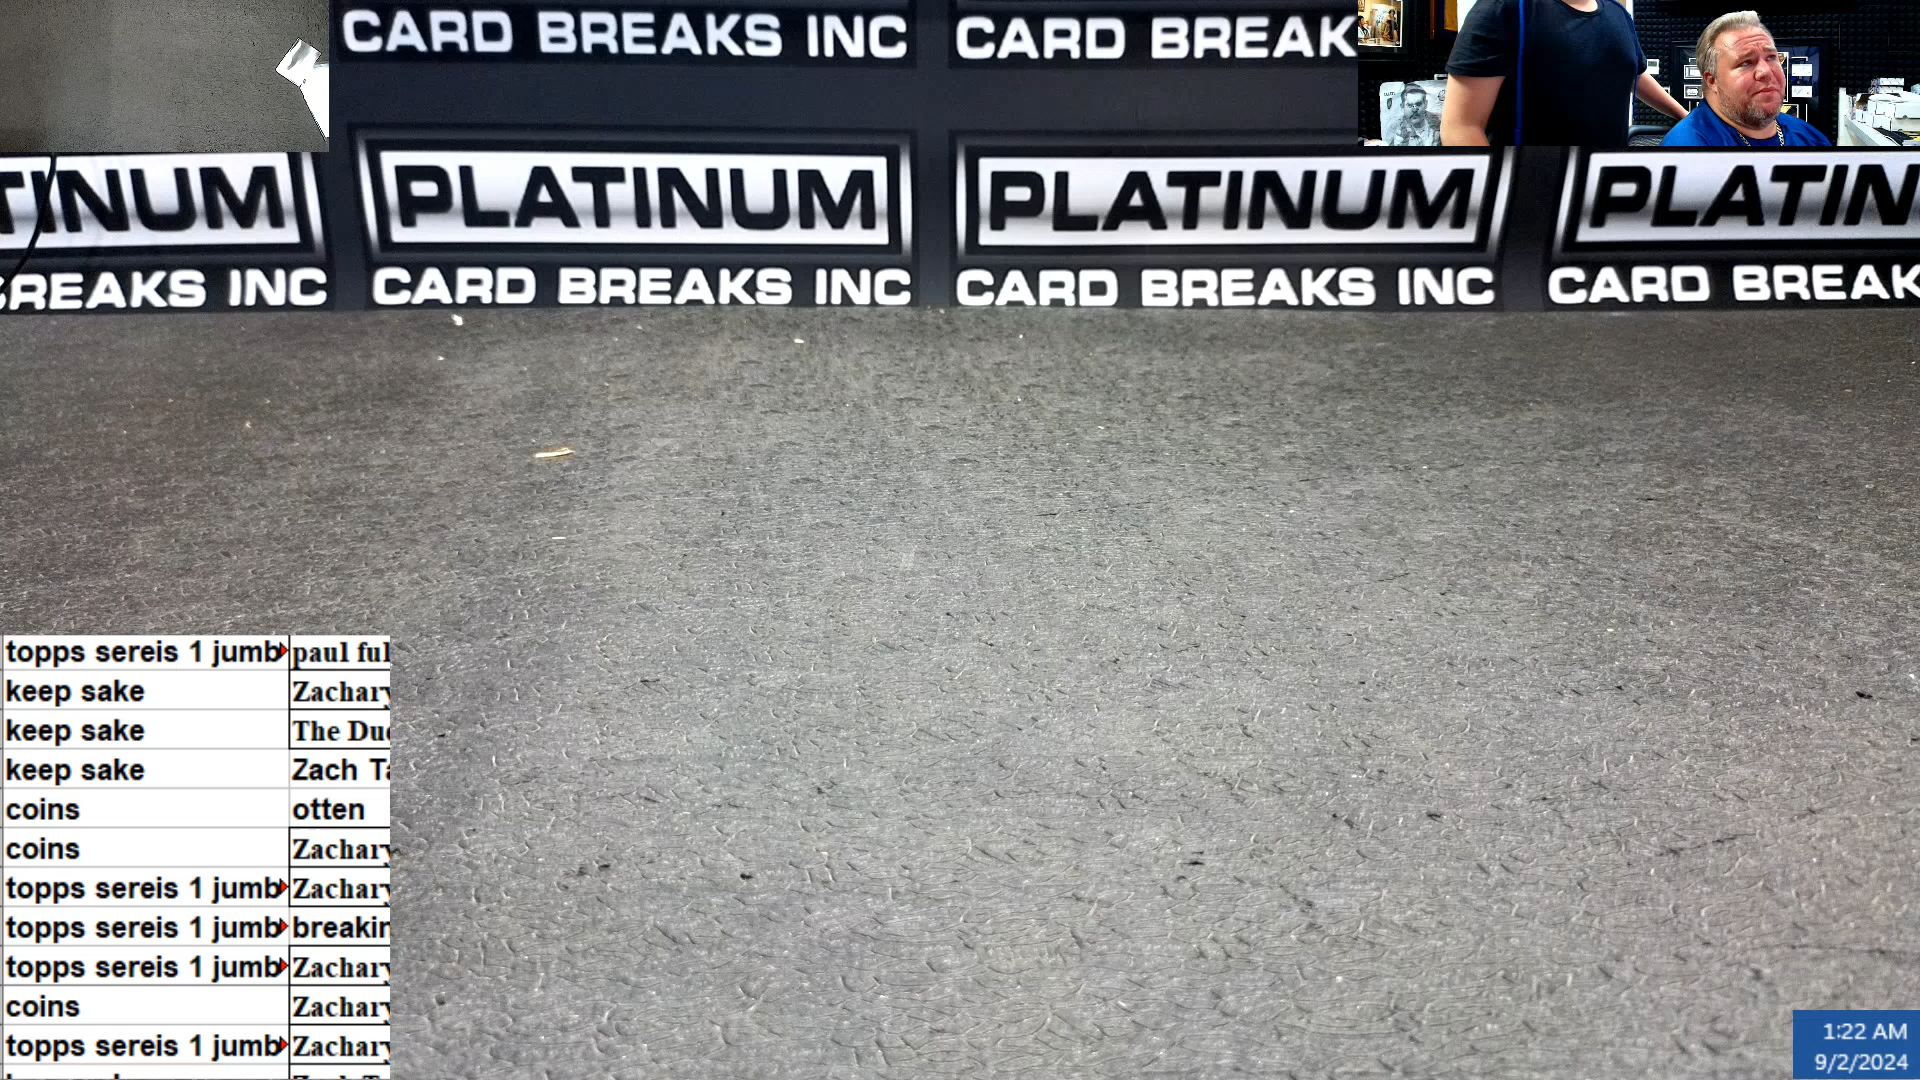 CARD BREAKS INC
CARD BREAK
TINUM
PLATINUM
PLATINUM
PLATIN
REAKS INC
CARD BREAKS INC
CARD BREAKS INC
CARD BREAK
topps sereis 1 jumb paul ful
keep sake Zachary
keep sake The Du
keep sake Zach Ta
coins otten
coins Zachary
topps sereis 1 jumb Zachary
topps sereis 1 jumb breakin
topps sereis 1 jumb Zachary
coins Zachary
topps sereis 1 jumb Zachary
1:22 AM
9/2/2024